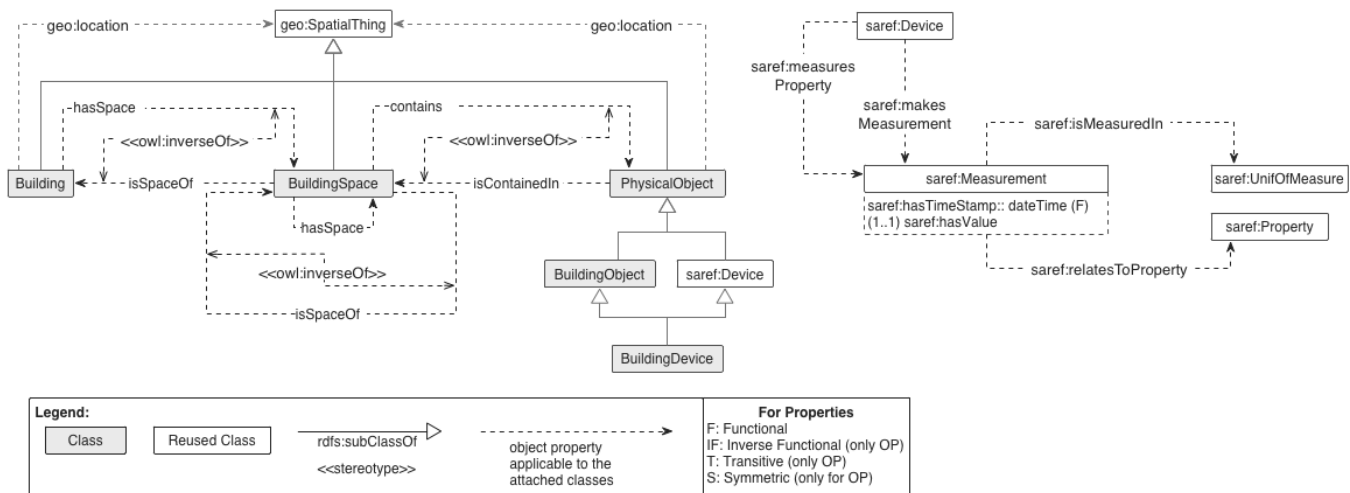 geo:SpatialThing
geo:location
geo:location
hasSpace
contains
<<owl:inverseOf>>
<<owl:inverseOf>>
Building
isSpaceOf
BuildingSpace
isContainedIn
PhysicalObject
hasSpace
<<owl:inverseOf>>
isSpaceOf
BuildingObject
saref:Device
BuildingDevice
saref:Device
saref:measures
Property
saref:makes
Measurement
saref:isMeasuredIn
saref:Measurement
saref:UnifOfMeasure
saref:hasTimeStamp:: dateTime (F)
(1..1) saref:hasValue
saref:Property
saref:relatesToProperty
Legend:
Class
Reused Class
rdfs:subClassOf
<<stereotype>>
object property
applicable to the
attached classes
For Properties
F: Functional
IF: Inverse Functional (only OP)
T: Transitive (only OP)
S: Symmetric (only for OP)